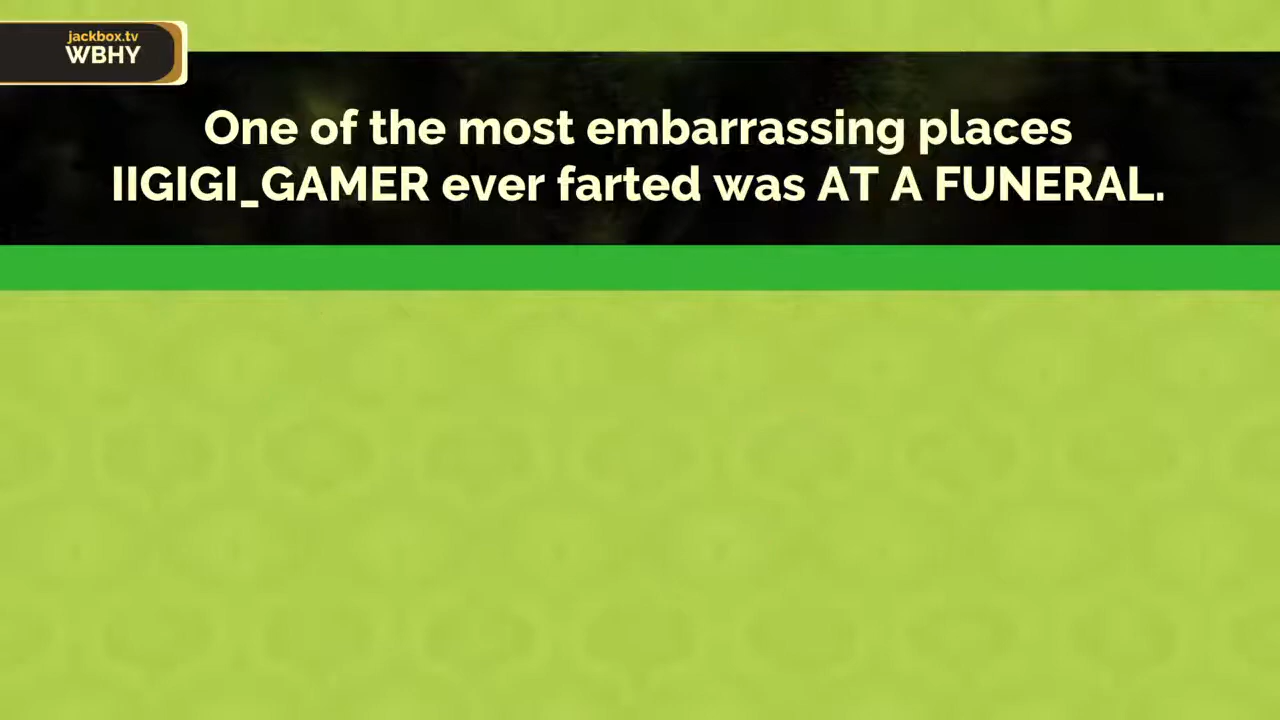 jackbox.tv
WBHY
One of the most embarrassing places
IIGIGI_GAMER ever farted was AT A FUNERAL.